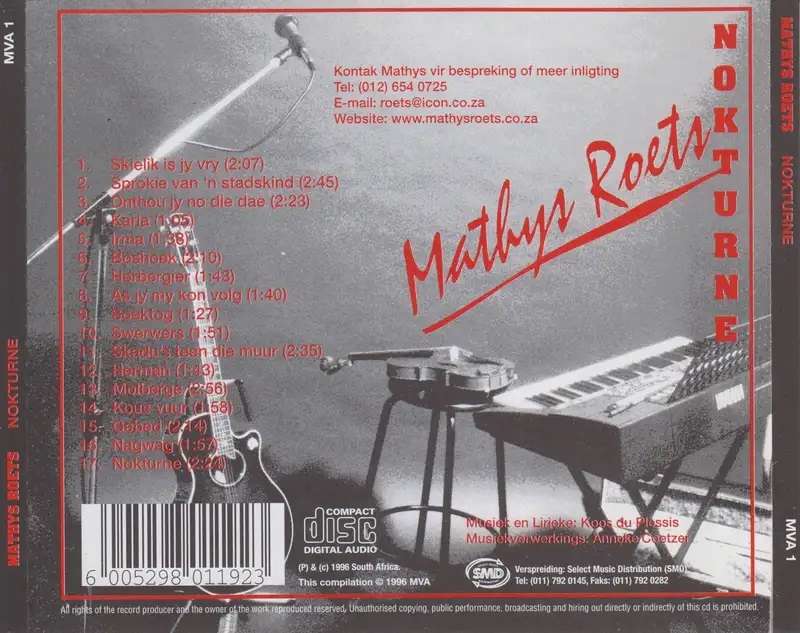 MVA 1
NOKTURNE
MATHYS ROETS NOKTURNE
Kontak Mathys vir bespreking of meer inligting
Tel: (012) 654 0725
E-mail: roets@icon.co.za
Website: www.mathysroets.co.za
Mathys Roets
1. Skielik is jy vry (2:07)
2. Sprokie van 'n stadskind (2:45)
3. Onthou jy no die dae (2:23)
4. Karla (1:05)
5. Irma (1:38)
6. Boshoek (2:10)
7. Herbergier (1:43)
8. As jy my kon volg (1:40)
9. Soektog (1:27)
10. Swerwers (1:51)
11. Skadu's teen die muur (2:35)
12. Herman (1:43)
13. Molberge (2:56)
14. Koue vuur (1:58)
15. Gebed (2:14)
16. Nagwag (1:57)
17. Nokturne
MATHYS ROETS NOKTURNE
6 005298 011923
COMPACT
disc
DIGITAL AUDIO
(P) & (c) 1996 South Africa.
This compilation © 1996 MVA
Musiek en Lirieke: Koos du Plessis
Musiekverwerkings: Anneke Coetzer
SMD
Verspreiding: Select Music Distribution (SMD)
Tel: (011) 792 0145, Faks: (011) 792 0282
MVA 1
All rights of the record producer and the owner of the work reproduced reserved. Unauthorised copying, public performance, broadcasting and hiring out directly or indirectly of this cd is prohibited.